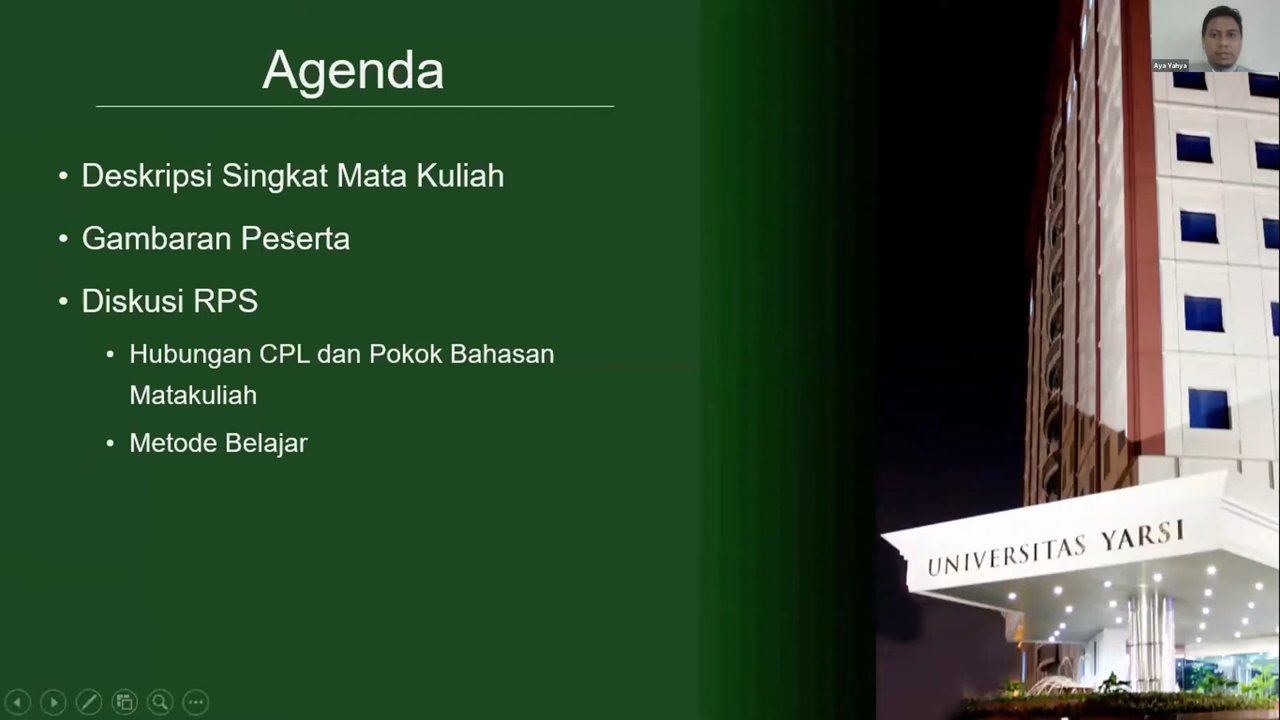 Agenda
• Deskripsi Singkat Mata Kuliah
• Gambaran Peserta
• Diskusi RPS
• Hubungan CPL dan Pokok Bahasan
Matakuliah
• Metode Belajar
Aya Yahya
UNIVERSITAS YARSI